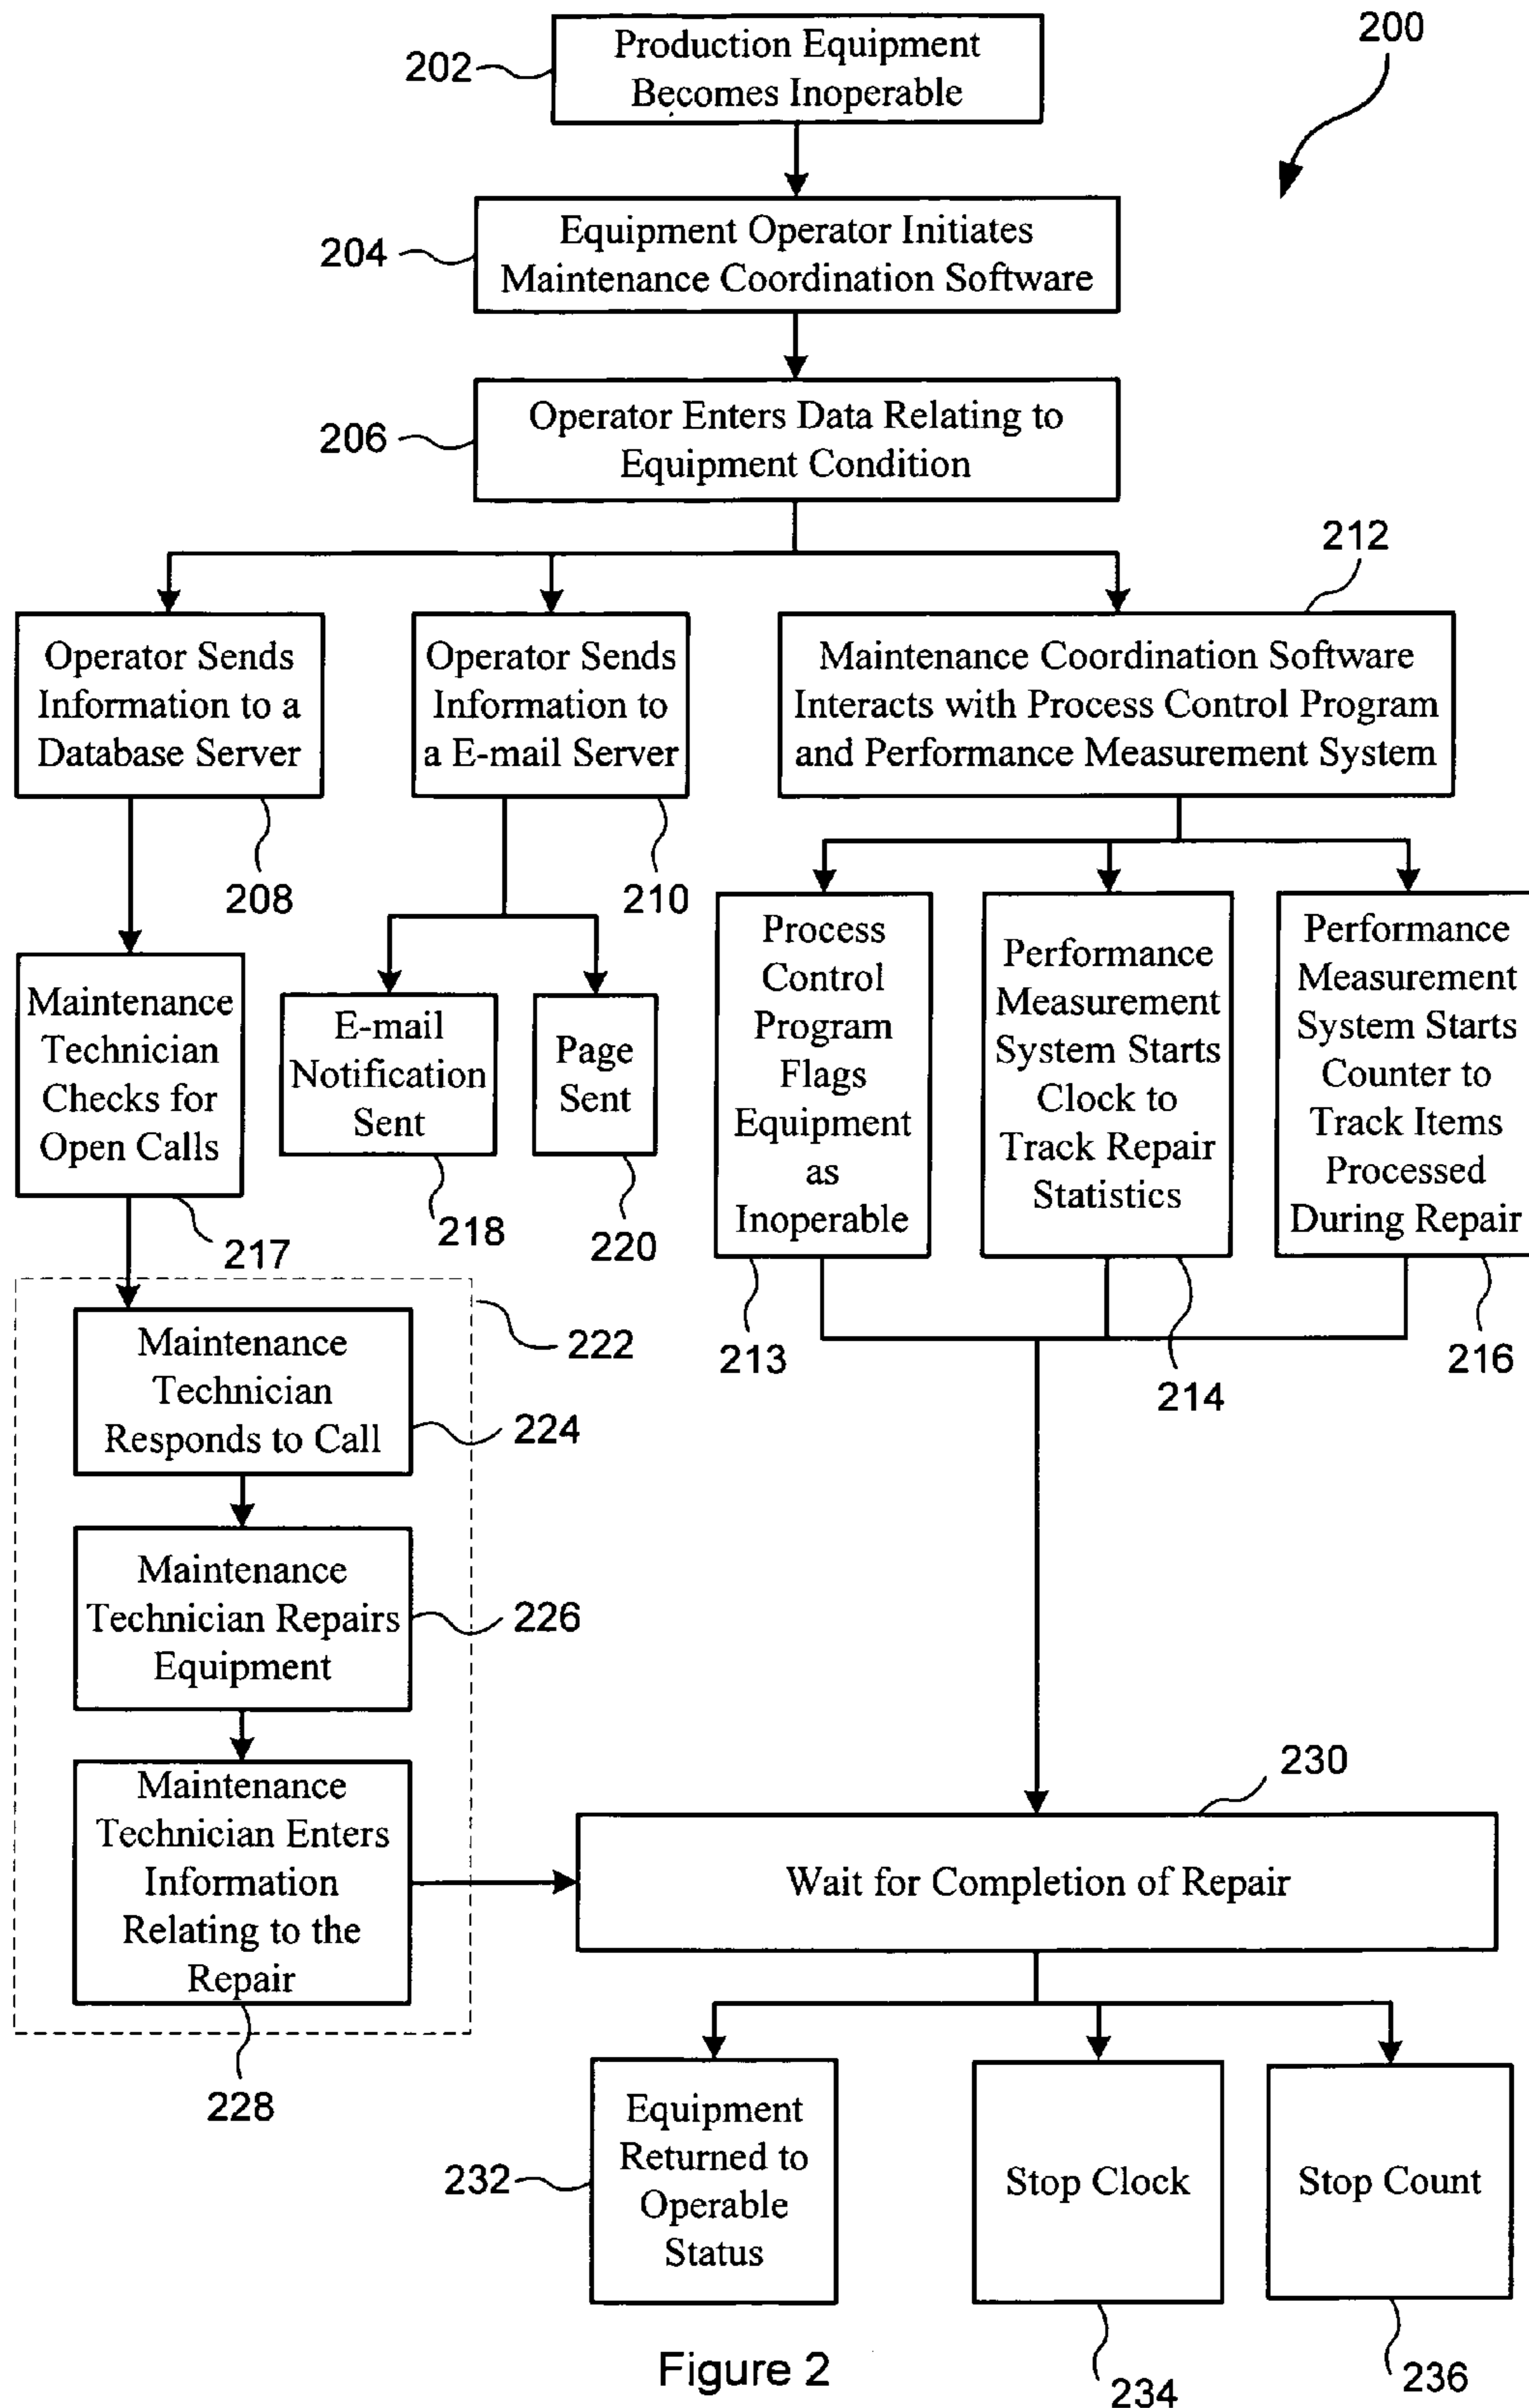 200
202
Production Equipment
Becomes Inoperable
204
Equipment Operator Initiates
Maintenance Coordination Software
206
Operator Enters Data Relating to
Equipment Condition
212
Operator Sends
Information to a
Database Server
208
Operator Sends
Information to
a E-mail Server
210
Maintenance Coordination Software
Interacts with Process Control Program
and Performance Measurement System
Maintenance
Technician
Checks for
Open Calls
217
E-mail
Notification
Sent
218
Page
Sent
220
Process
Control
Program
Flags
Equipment
as
Inoperable
213
Performance
Measurement
System Starts
Clock to
Track Repair
Statistics
214
Performance
Measurement
System Starts
Counter to
Track Items
Processed
During Repair
216
222
Maintenance
Technician
Responds to Call
224
Maintenance
Technician Repairs
Equipment
226
Maintenance
Technician Enters
Information
Relating to the
Repair
228
230
Wait for Completion of Repair
232
Equipment
Returned to
Operable
Status
Stop Clock
234
Stop Count
236
Figure 2